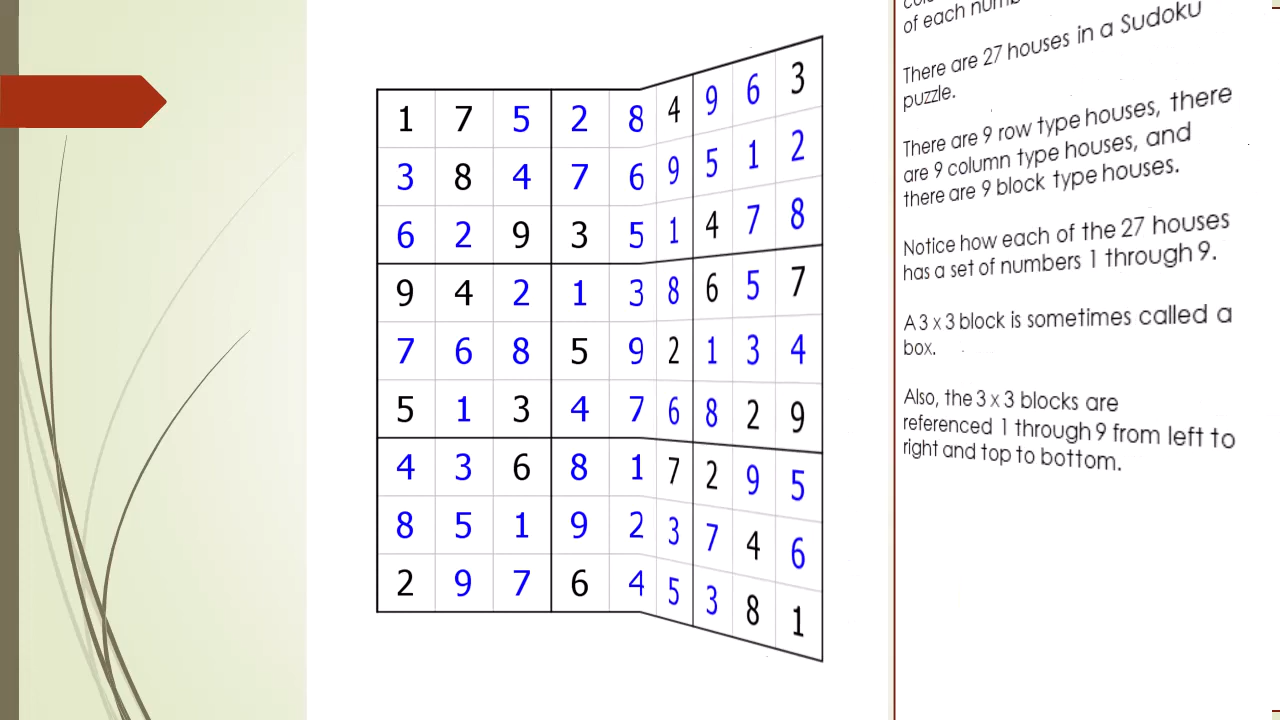 1 7 5 2 8 4 9 6 3
3 8 4 7 6 9 5 1 2
6 2 9 3 5 1 4 7 8
9 4 2 1 3 8 6 5 7
7 6 8 5 9 2 1 3 4
5 1 3 4 7 6 8 2 9
4 3 6 8 1 7 2 9 5
8 5 1 9 2 3 7 4 6
2 9 7 6 4 5 3 8 1
of each
There are 27 houses in a Sudoku
puzzle.
There are 9 row type houses, there
are 9 column type houses, and
there are 9 block type houses.
Notice how each of the 27 houses
has a set of numbers 1 through 9.
A 3 x 3 block is sometimes called a
box.
Also, the 3 x 3 blocks are
referenced 1 through 9 from left to
right and top to bottom.